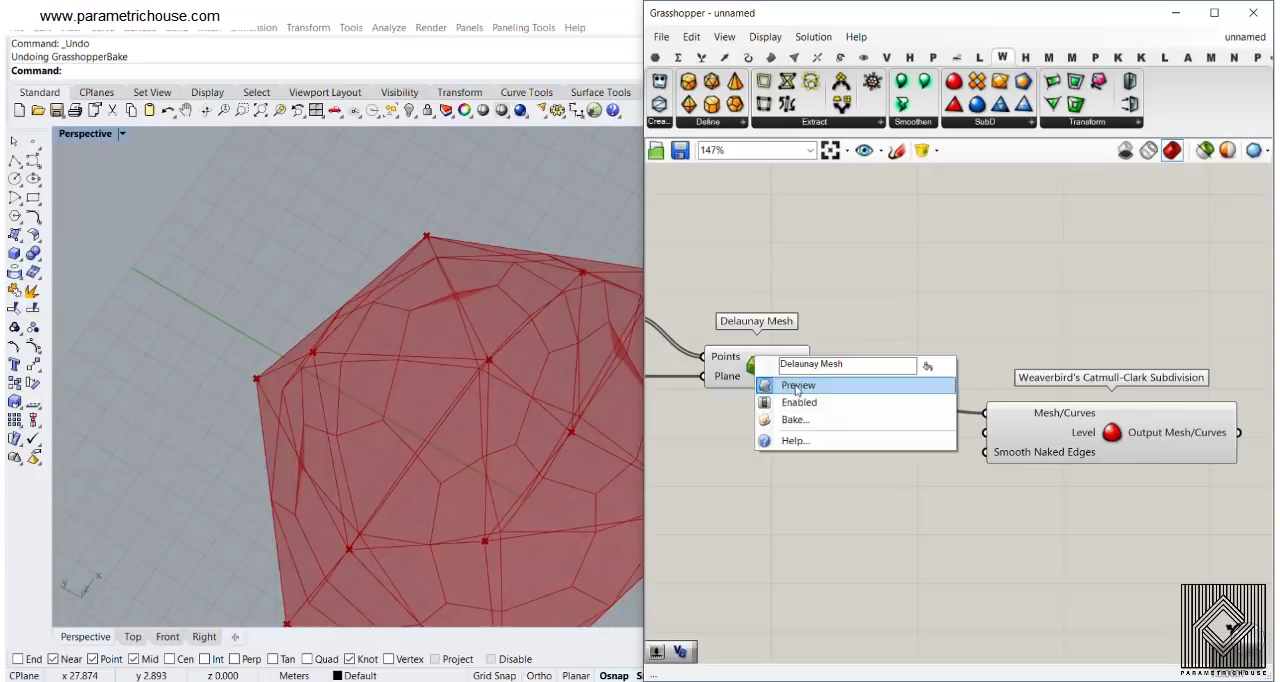 www.parametrichouse.com
Transform Tools Analyze Render Panels Paneling Tools Help
Command: _Undo
Undoing GrasshopperBake
Command:
Standard CPlanes Set View Display Select Viewport Layout Visibility Transform Curve Tools Surface Tools
Perspective
y x
Perspective Top Front Right
End Near Point Mid Cen Int Perp Tan Quad Knot Vertex Project Disable
CPlane x 27.874 y 2.893 z 0.000 Meters Default Grid Snap Ortho Planar Osnap
Grasshopper - unnamed
File Edit View Display Solution Help unnamed
V H P L W H M M P K K L A M N P
Crea... Define Extract Smoothen SubD Transform
147%
Delaunay Mesh
Points
Plane
Delaunay Mesh
Preview
Enabled
Bake...
Help...
Weaverbird's Catmull-Clark Subdivision
Mesh/Curves
Level Output Mesh/Curves
Smooth Naked Edges
PARAMETRICHOUSE
...